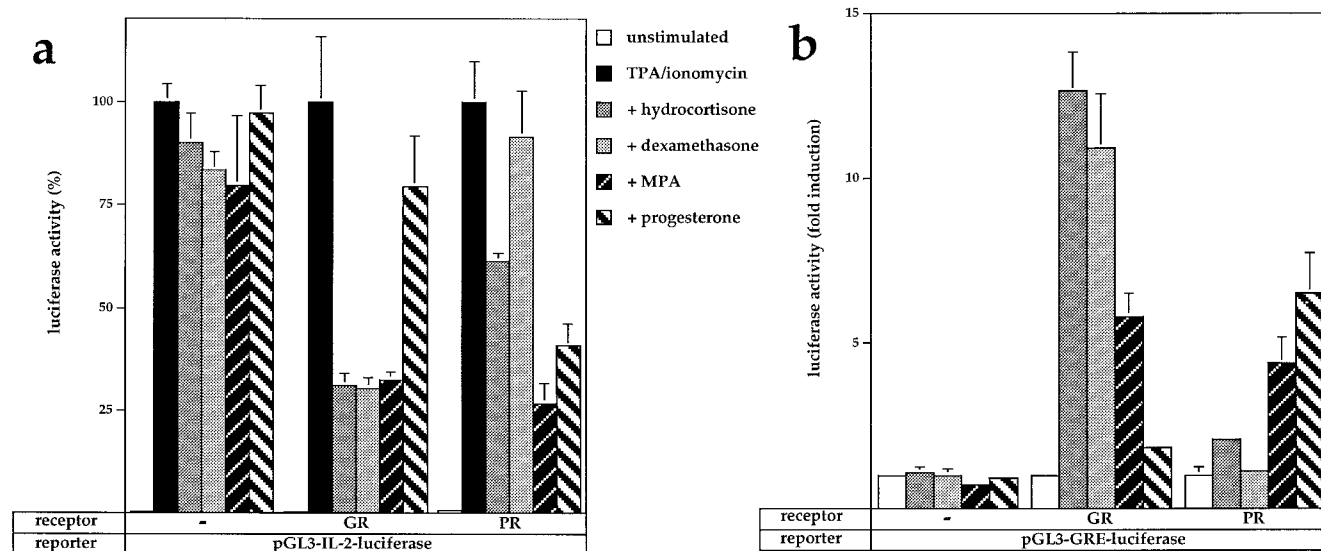 a
luciferase activity (%)
100
75
50
25
receptor - GR PR
reporter pGL3-IL-2-luciferase
unstimulated
TPA/ionomycin
+ hydrocortisone
+ dexamethasone
+ MPA
+ progesterone
b
luciferase activity (fold induction)
15
10
5
receptor - GR PR
reporter pGL3-GRE-luciferase